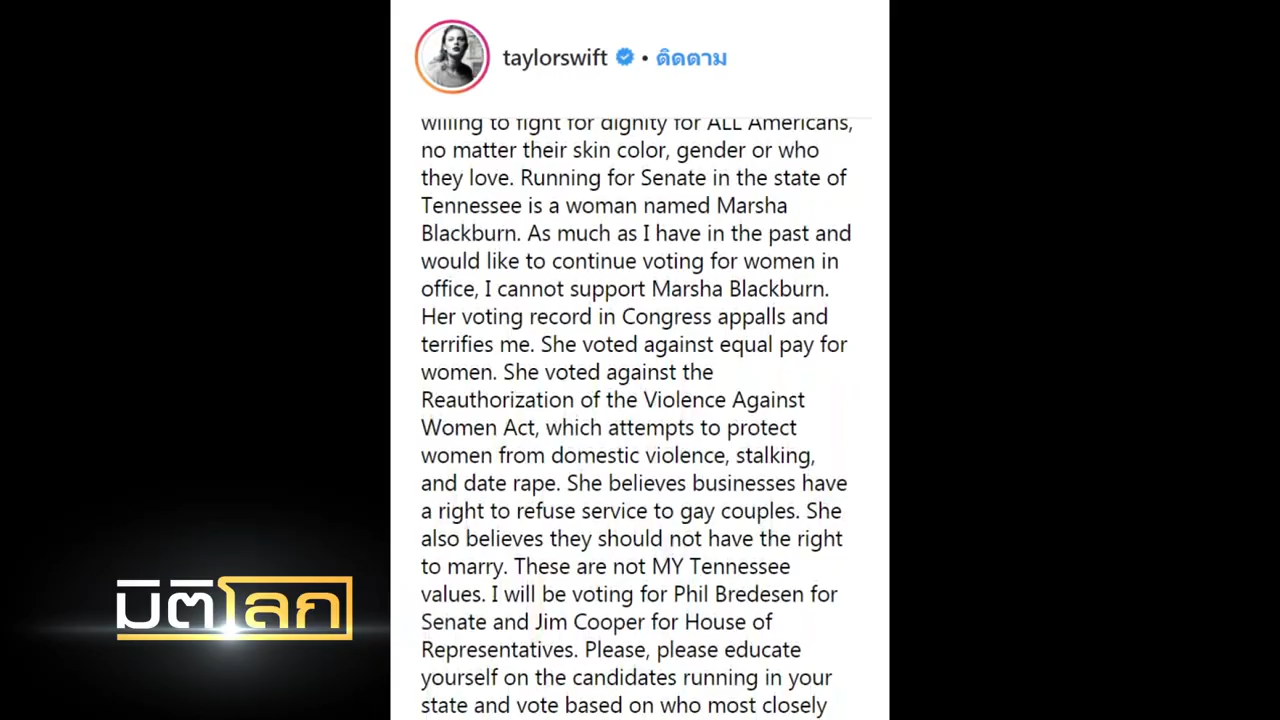 taylorswift • ติดตาม
willing to fight for dignity for ALL Americans,
no matter their skin color, gender or who
they love. Running for Senate in the state of
Tennessee is a woman named Marsha
Blackburn. As much as I have in the past and
would like to continue voting for women in
office, I cannot support Marsha Blackburn.
Her voting record in Congress appalls and
terrifies me. She voted against equal pay for
women. She voted against the
Reauthorization of the Violence Against
Women Act, which attempts to protect
women from domestic violence, stalking,
and date rape. She believes businesses have
a right to refuse service to gay couples. She
also believes they should not have the right
to marry. These are not MY Tennessee
values. I will be voting for Phil Bredesen for
Senate and Jim Cooper for House of
Representatives. Please, please educate
yourself on the candidates running in your
state and vote based on who most closely
มิติโลก